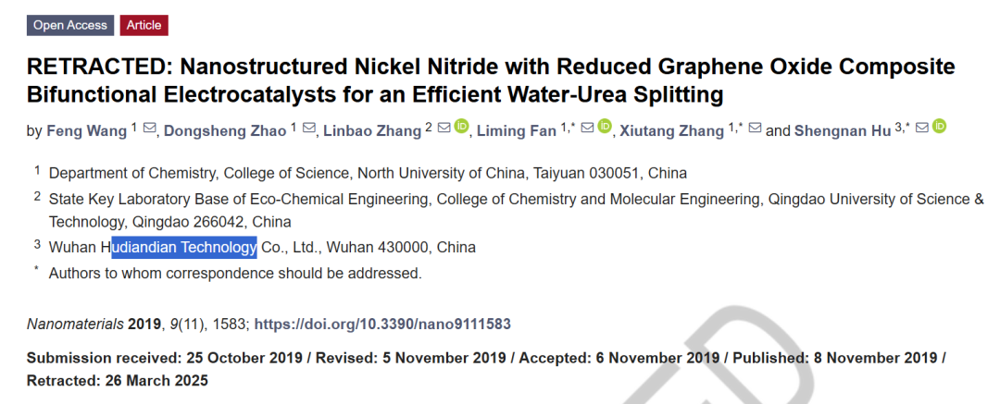 Open Access Article
RETRACTED: Nanostructured Nickel Nitride with Reduced Graphene Oxide Composite
Bifunctional Electrocatalysts for an Efficient Water-Urea Splitting
by Feng Wang 1, Dongsheng Zhao 1, Linbao Zhang 2 iD, Liming Fan 1,* iD, Xiutang Zhang 1,* and Shengnan Hu 3,* iD
1 Department of Chemistry, College of Science, North University of China, Taiyuan 030051, China
2 State Key Laboratory Base of Eco-Chemical Engineering, College of Chemistry and Molecular Engineering, Qingdao University of Science &
Technology, Qingdao 266042, China
3 Wuhan Hudiandian Technology Co., Ltd., Wuhan 430000, China
* Authors to whom correspondence should be addressed.
Nanomaterials 2019, 9(11), 1583; https://doi.org/10.3390/nano9111583
Submission received: 25 October 2019 / Revised: 5 November 2019 / Accepted: 6 November 2019 / Published: 8 November 2019 /
Retracted: 26 March 2025